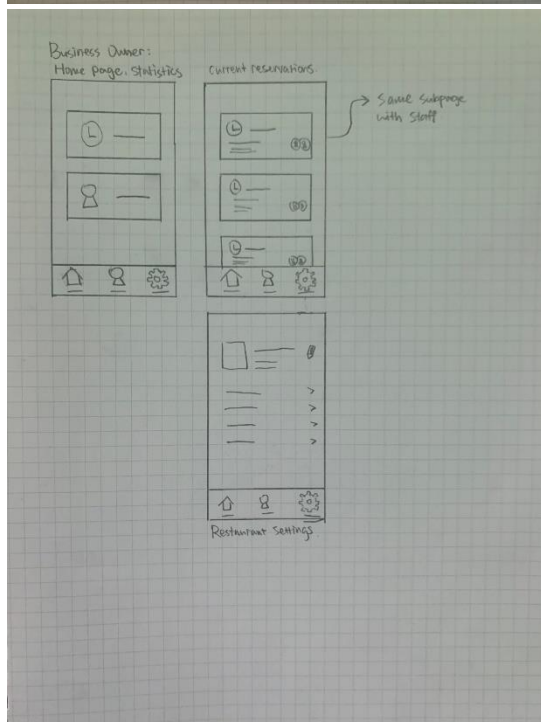 Business Owner:
Home page. Statistics
current reservations
Same subpage
with Staff
Restaurant Settings